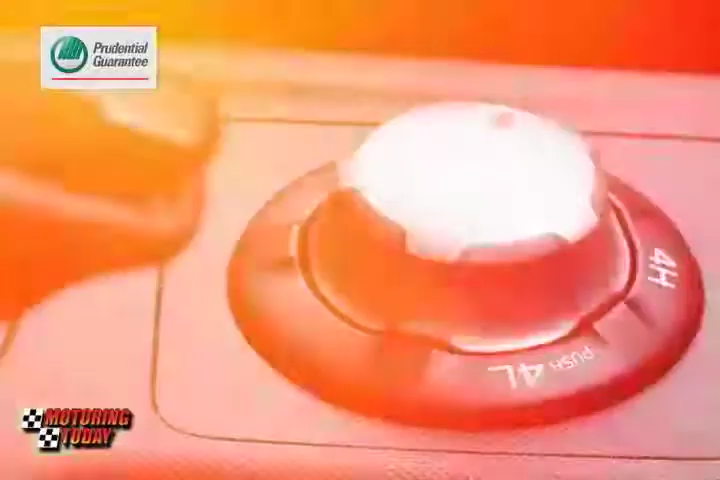 Prudential
Guarantee
4H
PUSH 4L
MOTORING
TODAY